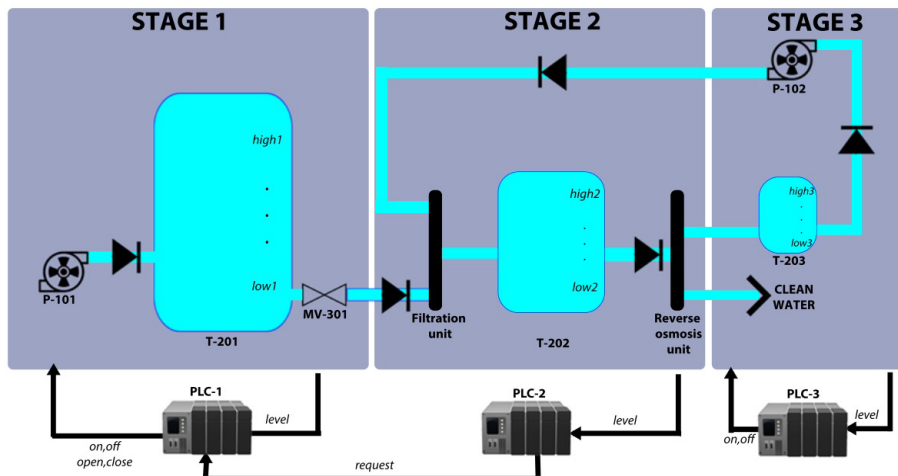 STAGE 1
STAGE 2
STAGE 3
P-102
high1
low1
P-101
MV-301
T-201
high2
low2
Filtration
unit
T-202
Reverse
osmosis
unit
high3
low3
T-203
CLEAN
WATER
PLC-1
level
on,off
open,close
PLC-2
level
request
PLC-3
level
on,off